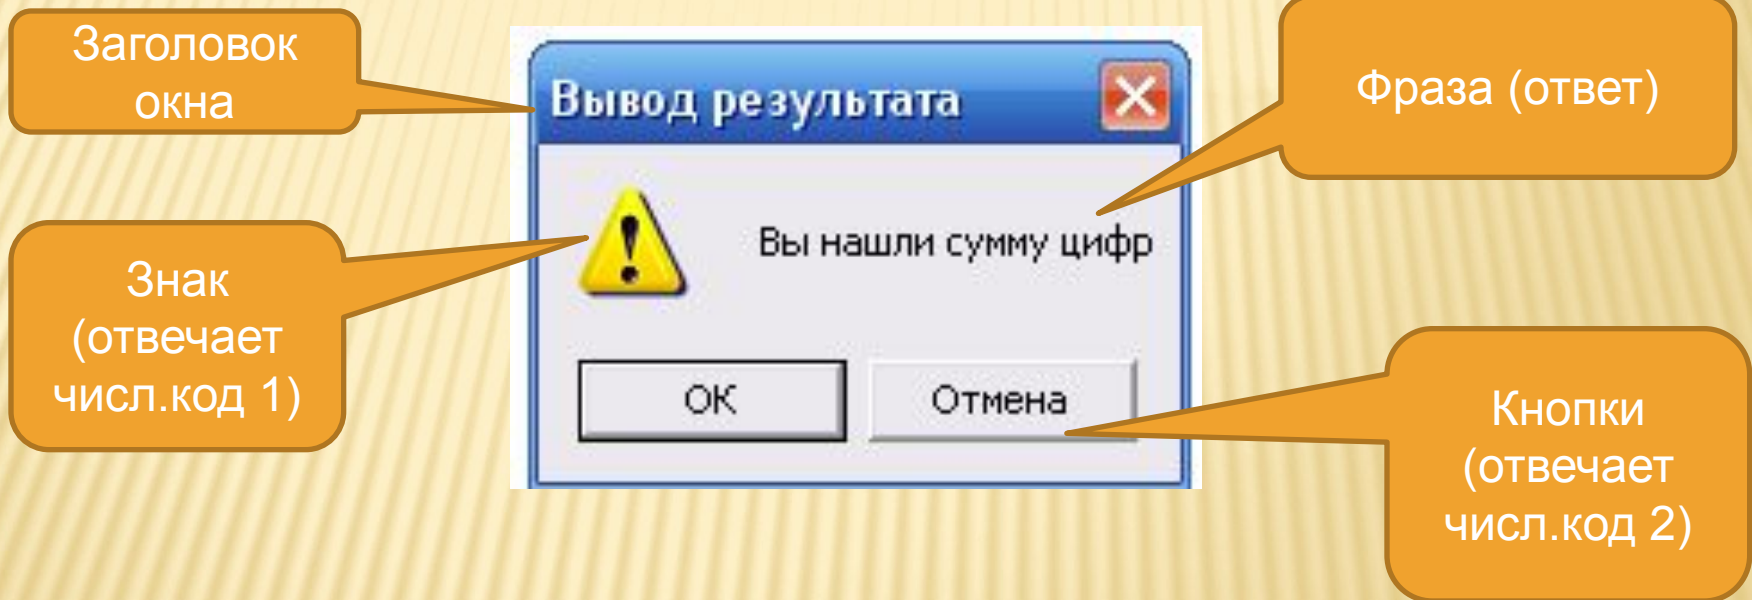 Заголовок
окна
Вывод результата
Фраза (ответ)
Вы нашли сумму цифр
Знак
(отвечает
числ.код 1)
ОК
Отмена
Кнопки
(отвечает
числ.код 2)